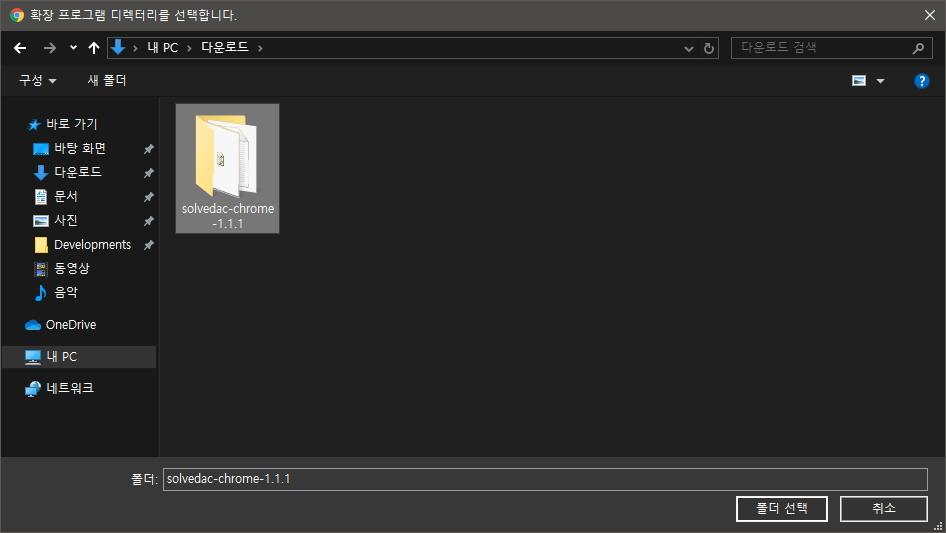 확장 프로그램 디렉터리를 선택합니다.
내 PC 다운로드
다운로드 검색
구성 새 폴더
바로 가기
바탕 화면
다운로드
문서
사진
Developments
동영상
음악
OneDrive
내 PC
네트워크
solvedac-chrome
-1.1.1
폴더: solvedac-chrome-1.1.1
폴더 선택 취소